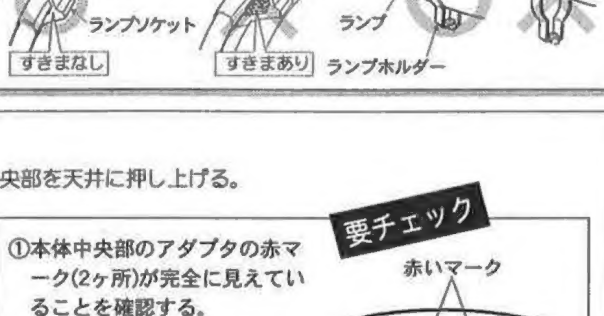 ランプソケット
ランプ
すきまなし
すきまあり
ランプホルダー
央部を天井に押し上げる。
要チェック
①本体中央部のアダプタの赤マ
ーク(2ヶ所)が完全に見えてい
ることを確認する。
赤いマーク